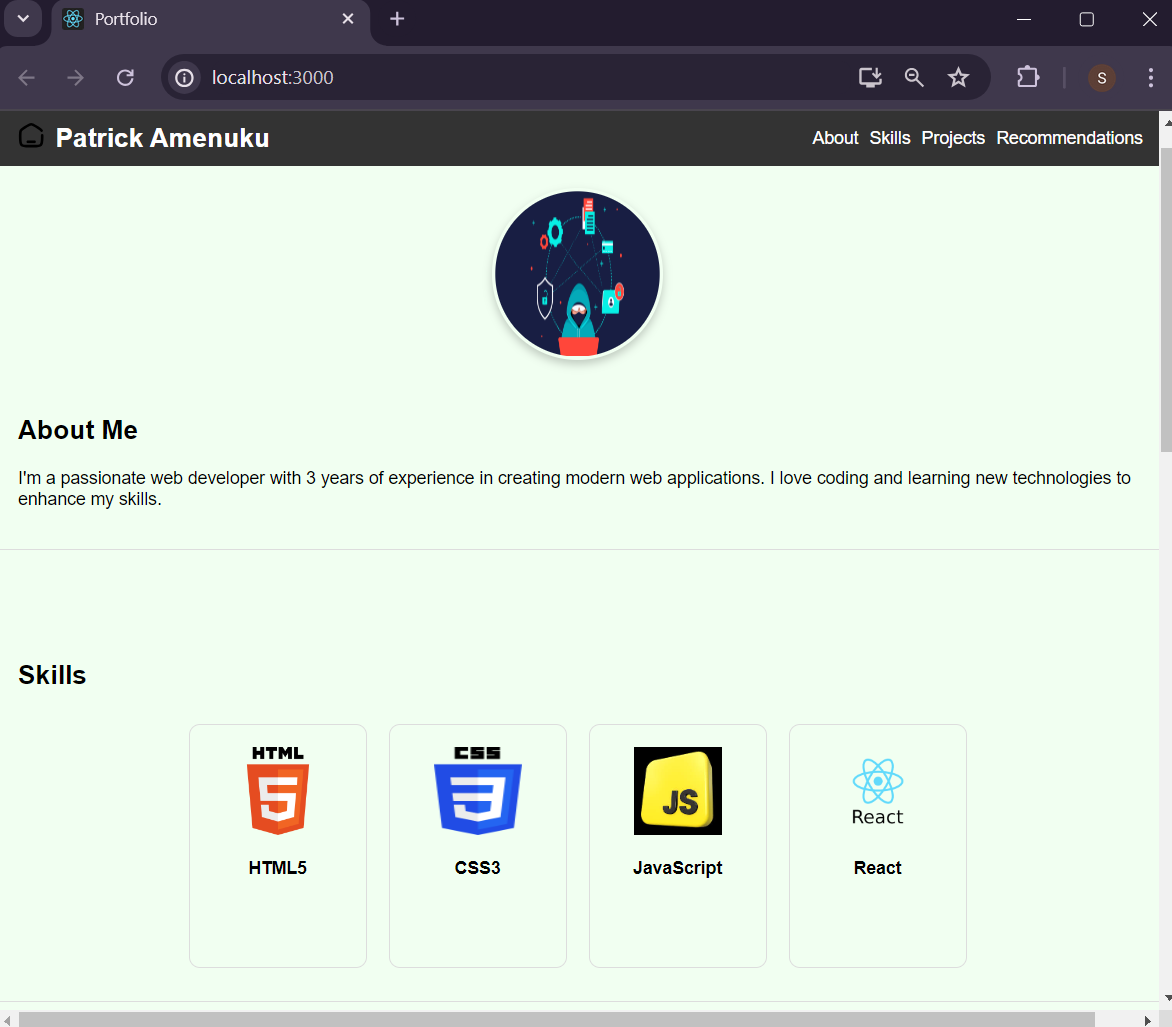 Portfolio
localhost:3000
S
Patrick Amenuku
About Skills Projects Recommendations
About Me
I'm a passionate web developer with 3 years of experience in creating modern web applications. I love coding and learning new technologies to
enhance my skills.
Skills
HTML
5
CSS
3
JS
React
HTML5
CSS3
JavaScript
React